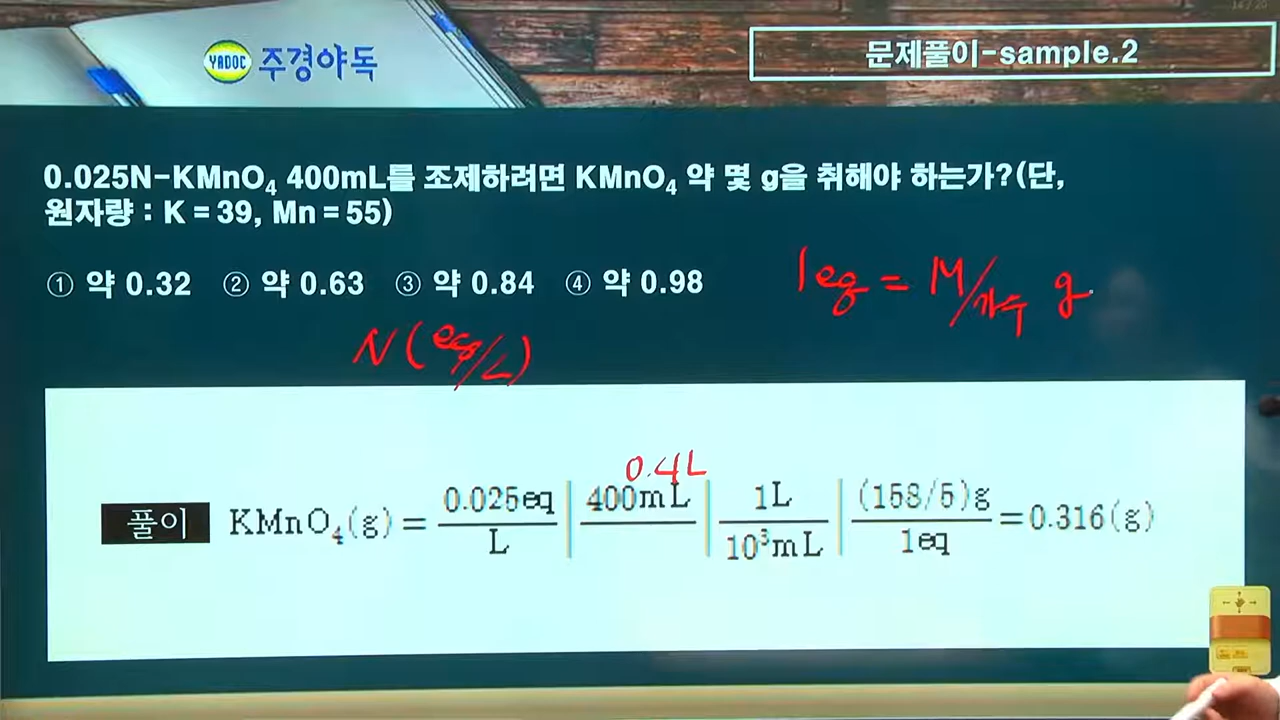 YADOC 주경야독
문제풀이-sample.2
0.025N-KMnO₄ 400mL를 조제하려면 KMnO₄ 약 몇 g을 취해야 하는가?(단,
원자량 : K = 39, Mn = 55)
① 약 0.32 ② 약 0.63 ③ 약 0.84 ④ 약 0.98
1eq = M/가수 g
N(eq/L)
0.4L
풀이 KMnO₄(g) = 0.025eq/L | 400mL | 1L/10³mL | (158/5)g/1eq = 0.316(g)